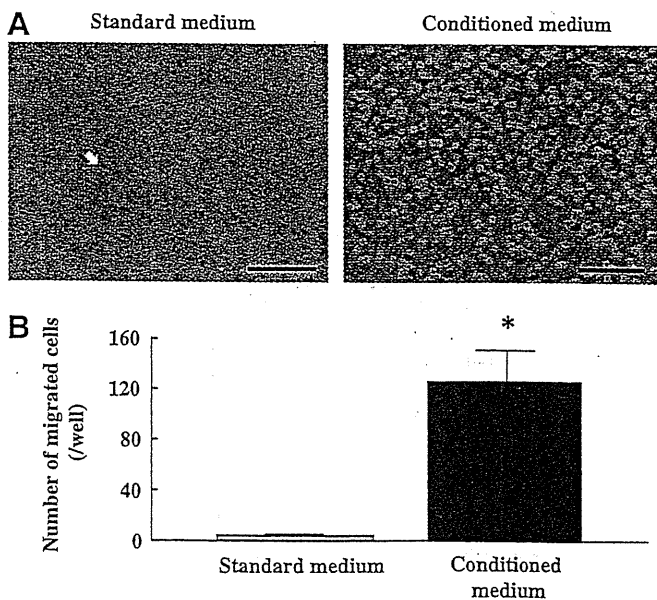 A
Standard medium
Conditioned medium
B
Number of migrated cells
(/well)
160
120
80
40
0
*
Standard medium
Conditioned
medium